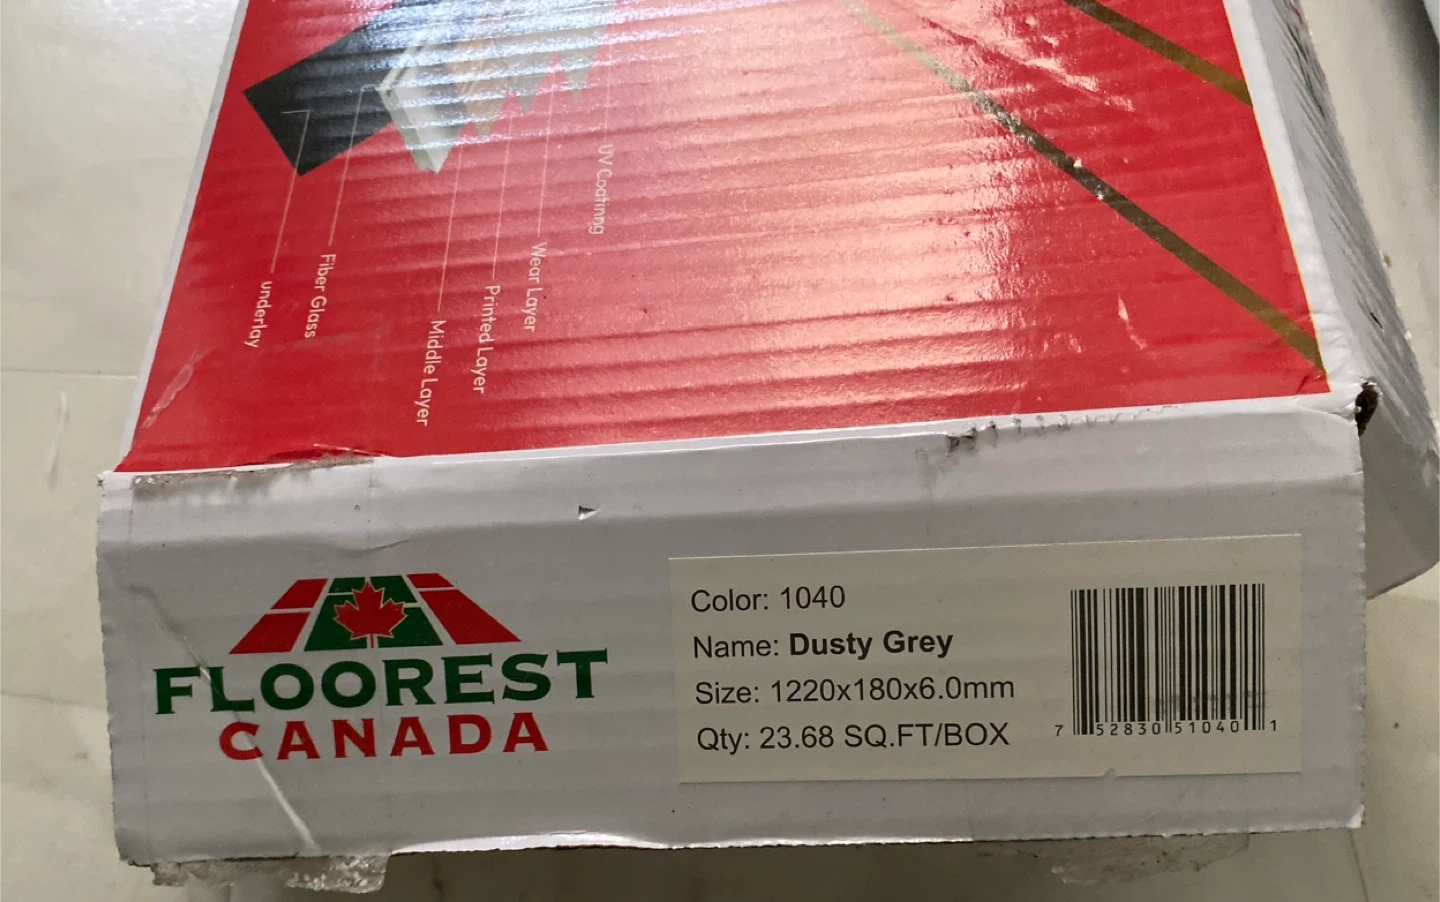 UV Coatinng
Wear Layer
Printed Layer
Middle Layer
Fiber Glass
underlay
FLOOREST
CANADA
Color: 1040
Name: Dusty Grey
Size: 1220x180x6.0mm
Qty: 23.68 SQ.FT/BOX
7 52830 51040 1